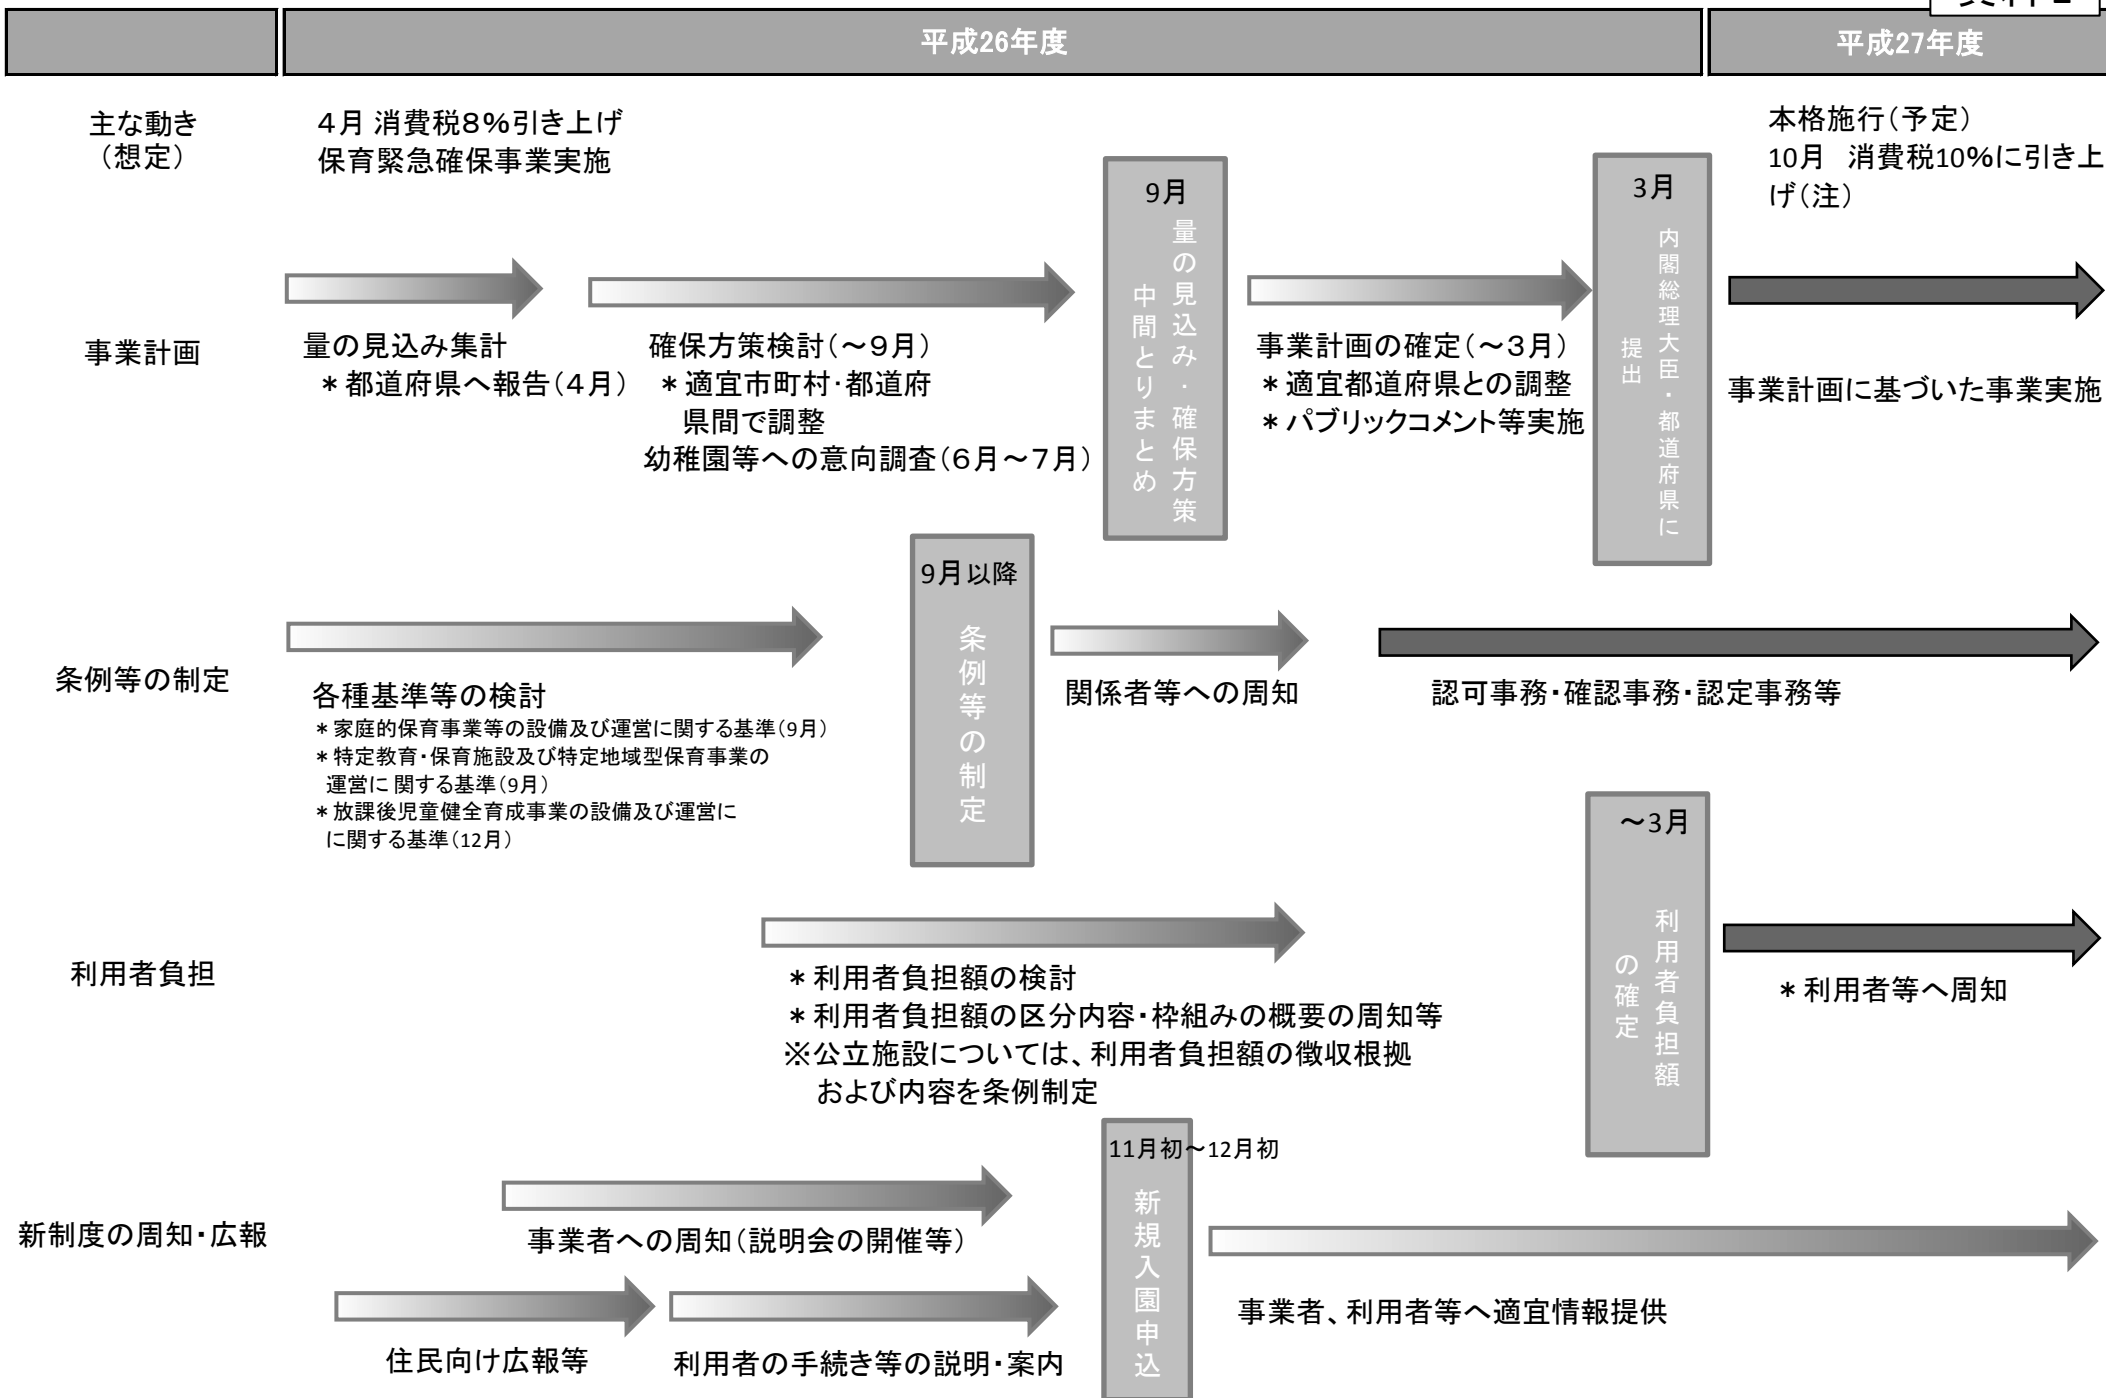 平成26年度
平成27年度
主な動き
（想定）
４月 消費税８％引き上げ
保育緊急確保事業実施
本格施行（予定）
10月　消費税10％に引き上
げ（注）
事業計画
量の見込み集計
＊都道府県へ報告（４月）
確保方策検討（～９月）
＊適宜市町村・都道府
県間で調整
幼稚園等への意向調査（６月～７月）
9月
量の見込み・確保方策
中間とりまとめ
事業計画の確定（～３月）
＊適宜都道府県との調整
＊パブリックコメント等実施
3月
内閣総理大臣・都道府県に
提出
事業計画に基づいた事業実施
条例等の制定
各種基準等の検討
＊家庭的保育事業等の設備及び運営に関する基準（9月）
＊特定教育・保育施設及び特定地域型保育事業の
運営に 関する基準（9月）
＊放課後児童健全育成事業の設備及び運営に
に関する基準（12月）
9月以降
条例等の制定
関係者等への周知
認可事務・確認事務・認定事務等
利用者負担
＊利用者負担額の検討
＊利用者負担額の区分内容・枠組みの概要の周知等
※公立施設については、利用者負担額の徴収根拠
および内容を条例制定
～3月
利用者負担額
の確定
＊利用者等へ周知
新制度の周知・広報
事業者への周知（説明会の開催等）
住民向け広報等
利用者の手続き等の説明・案内
11月初～12月初
新規入園申込
事業者、利用者等へ適宜情報提供